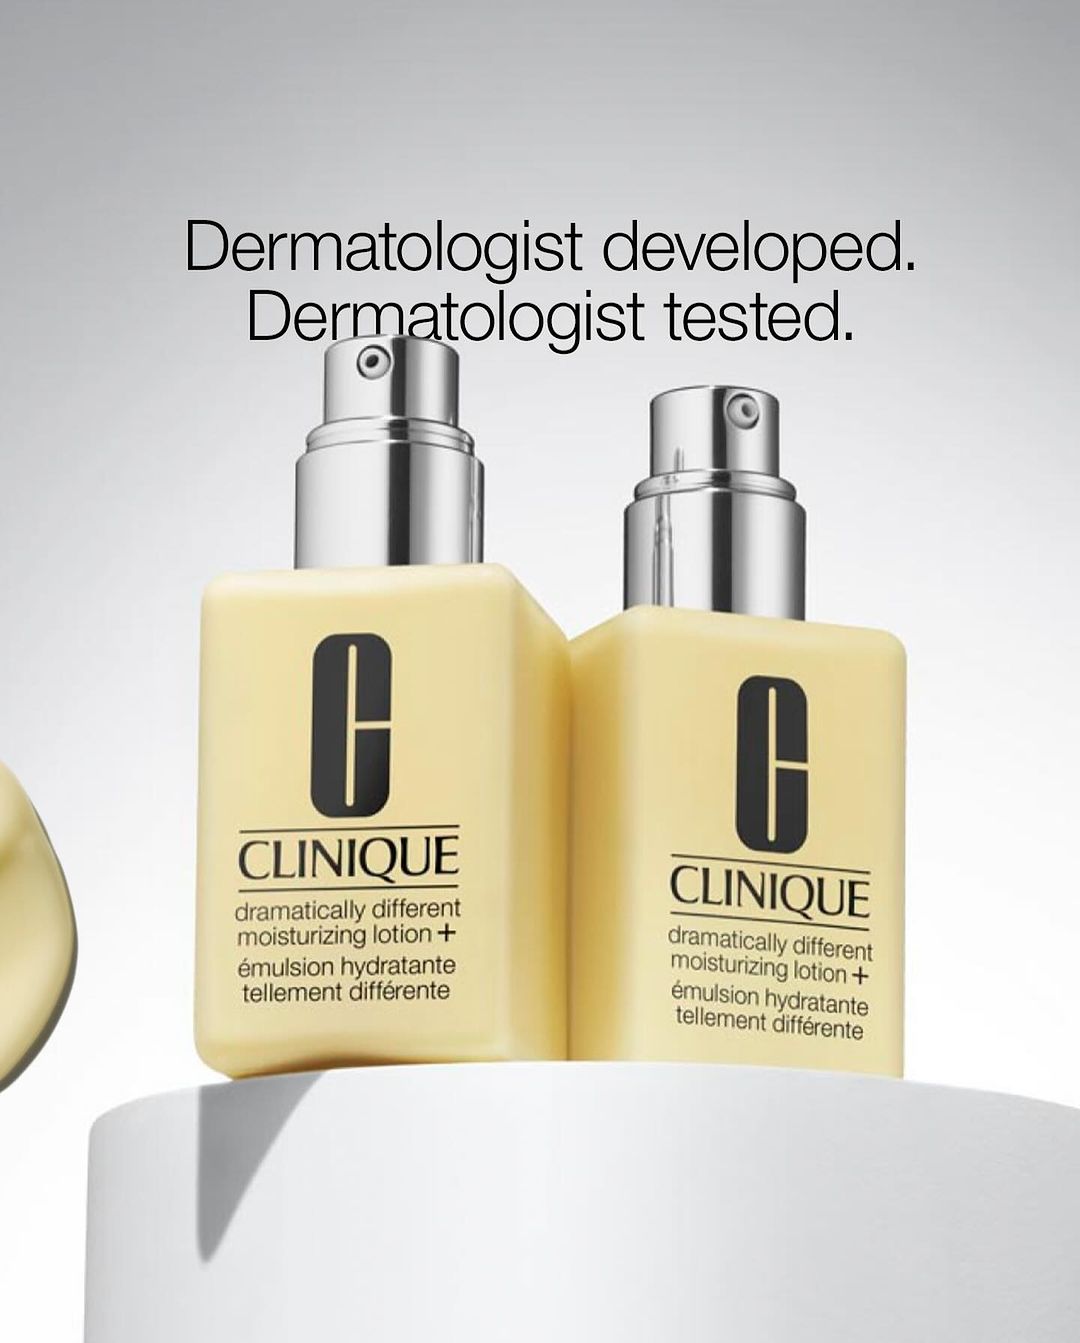 Dermatologist developed.
Dermatologist tested.
C
CLINIQUE
dramatically different
moisturizing lotion +
émulsion hydratante
tellement différente
C
CLINIQUE
dramatically different
moisturizing lotion +
émulsion hydratante
tellement différente